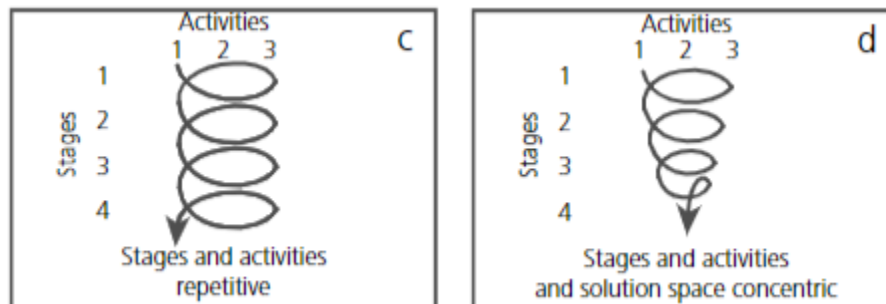 Activities
c
1 2 3
1
2
Stages
3
4
Stages and activities
repetitive
Activities
d
1 2 3
1
2
Stages
3
4
Stages and activities
and solution space concentric